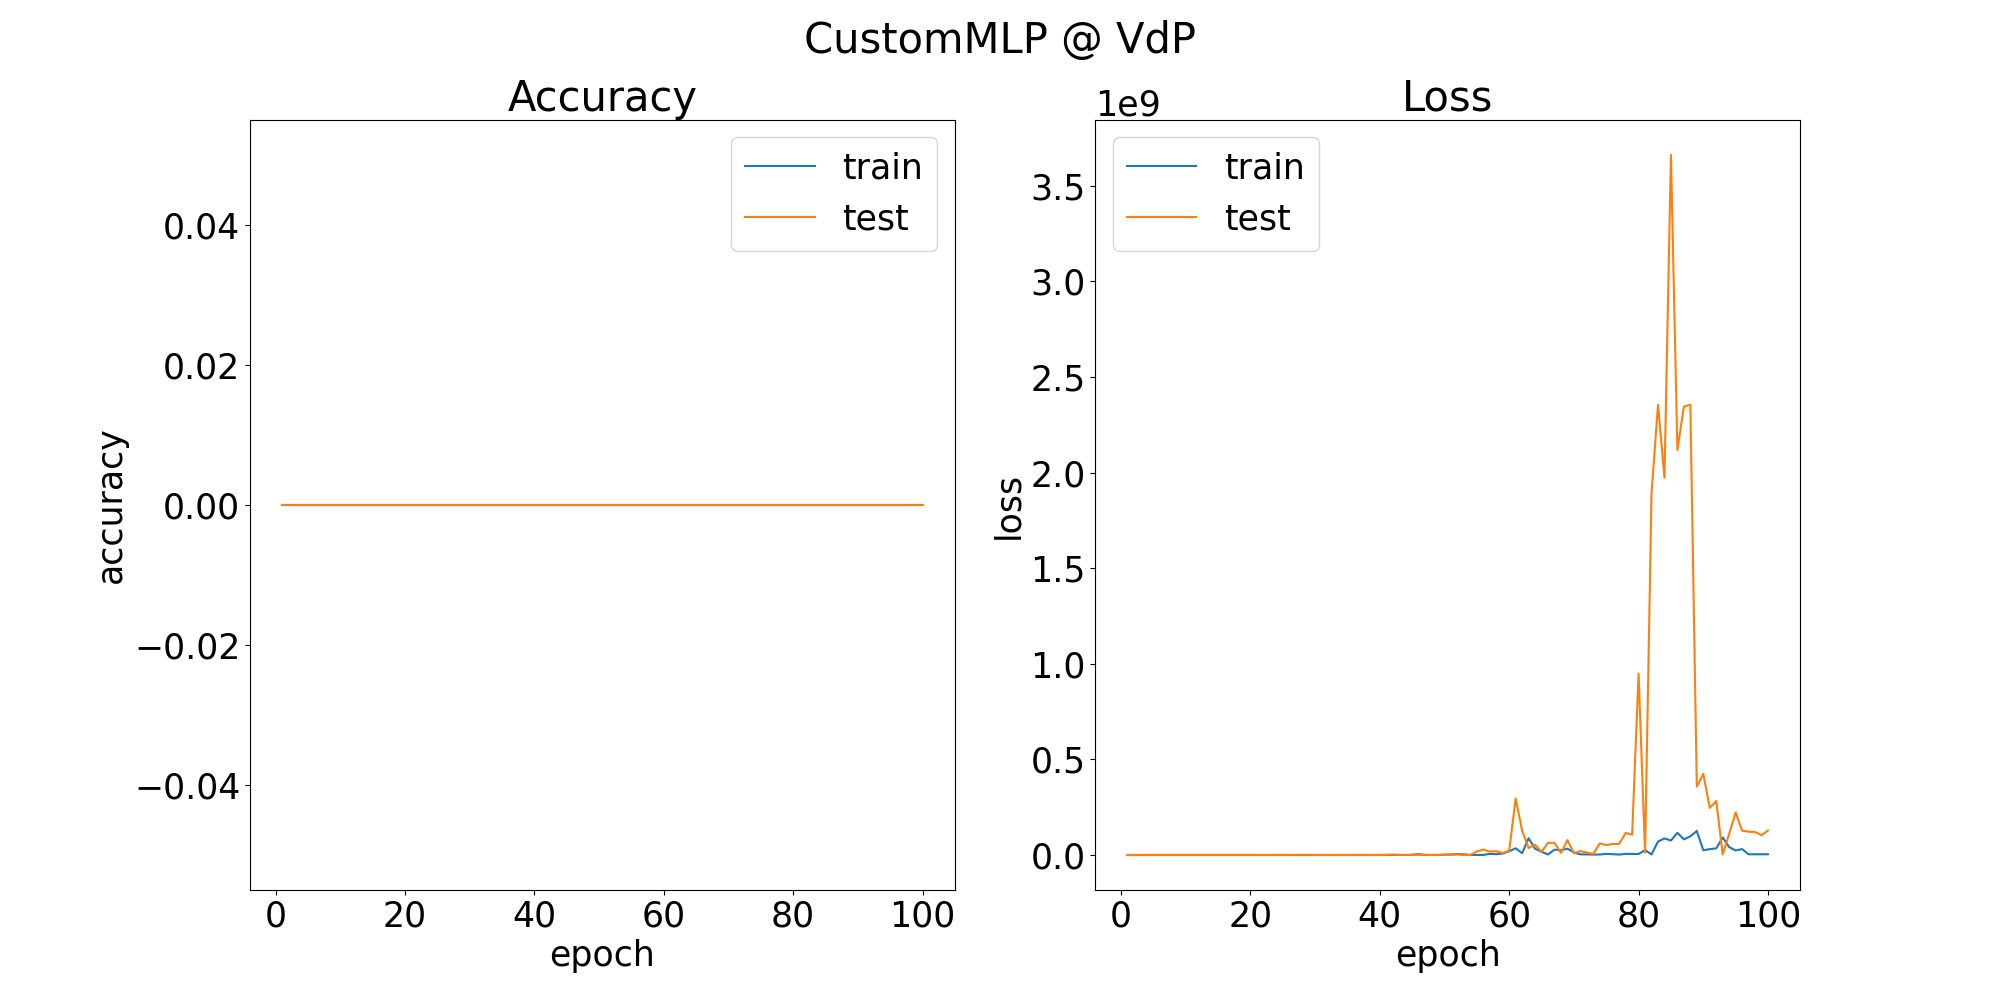 CustomMLP @ VdP
Accuracy
train
test
0.04
0.02
0.00
−0.02
−0.04
accuracy
0 20 40 60 80 100
epoch
Loss
1e9
train
test
3.5
3.0
2.5
2.0
1.5
1.0
0.5
0.0
loss
0 20 40 60 80 100
epoch